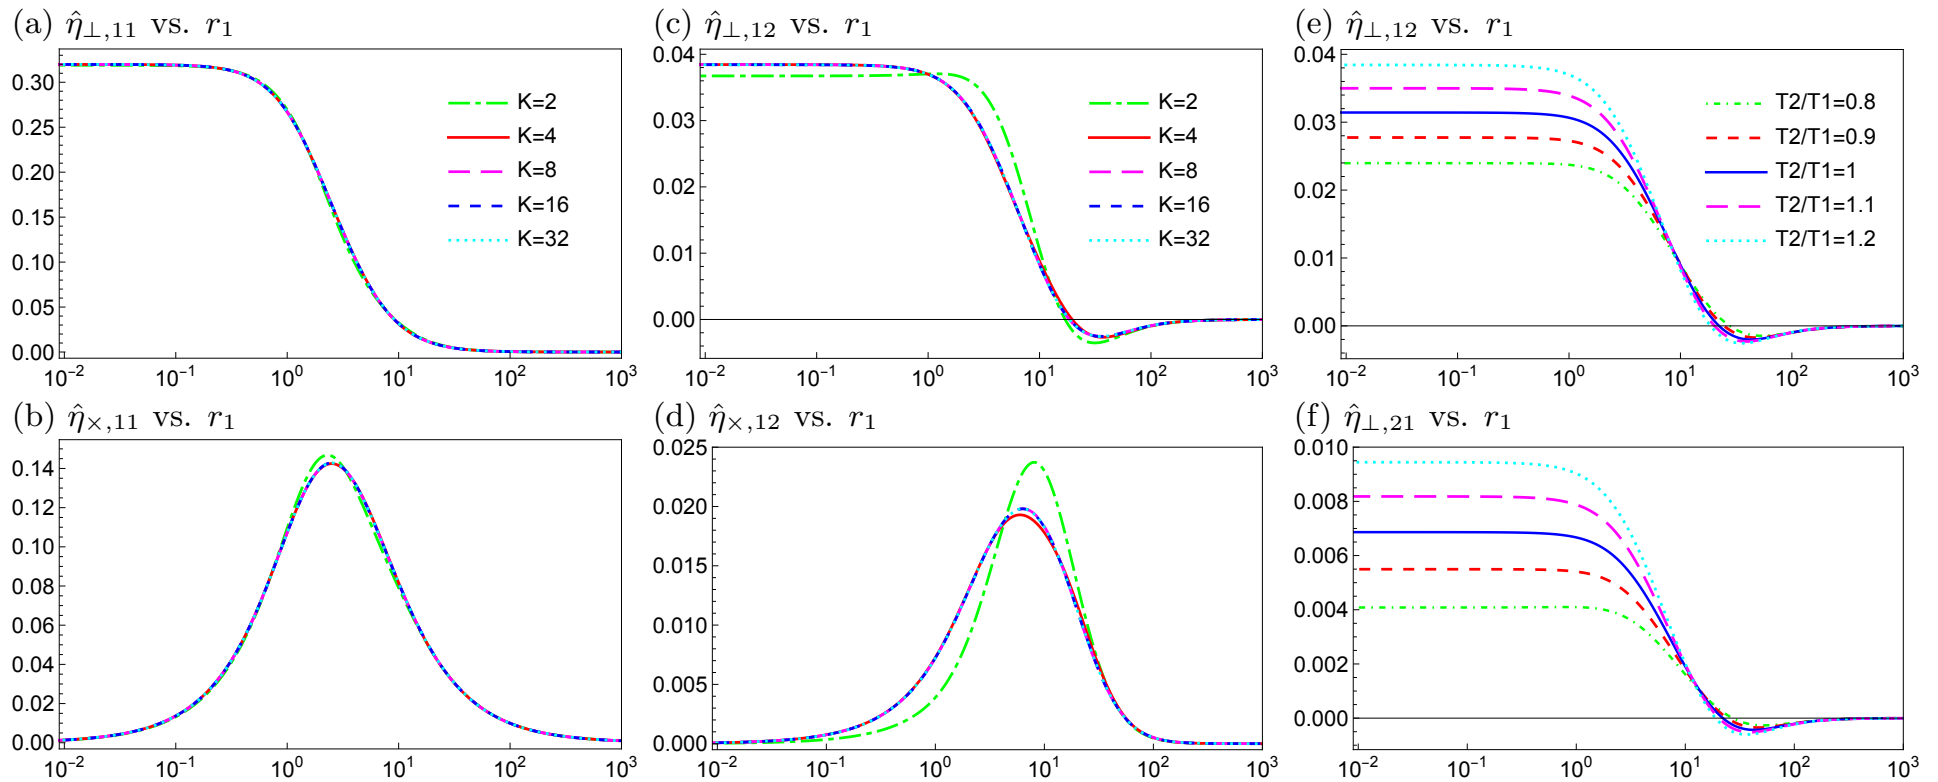 (a) η̂⊥,11 vs. r1
0.30
0.25
0.20
0.15
0.10
0.05
0.00
10⁻² 10⁻¹ 10⁰ 10¹ 10² 10³
K=2
K=4
K=8
K=16
K=32
(c) η̂⊥,12 vs. r1
0.04
0.03
0.02
0.01
0.00
10⁻² 10⁻¹ 10⁰ 10¹ 10² 10³
K=2
K=4
K=8
K=16
K=32
(e) η̂⊥,12 vs. r1
0.04
0.03
0.02
0.01
0.00
10⁻² 10⁻¹ 10⁰ 10¹ 10² 10³
T2/T1=0.8
T2/T1=0.9
T2/T1=1
T2/T1=1.1
T2/T1=1.2
(b) η̂×,11 vs. r1
0.14
0.12
0.10
0.08
0.06
0.04
0.02
0.00
10⁻² 10⁻¹ 10⁰ 10¹ 10² 10³
(d) η̂×,12 vs. r1
0.025
0.020
0.015
0.010
0.005
0.000
10⁻² 10⁻¹ 10⁰ 10¹ 10² 10³
(f) η̂⊥,21 vs. r1
0.010
0.008
0.006
0.004
0.002
0.000
10⁻² 10⁻¹ 10⁰ 10¹ 10² 10³